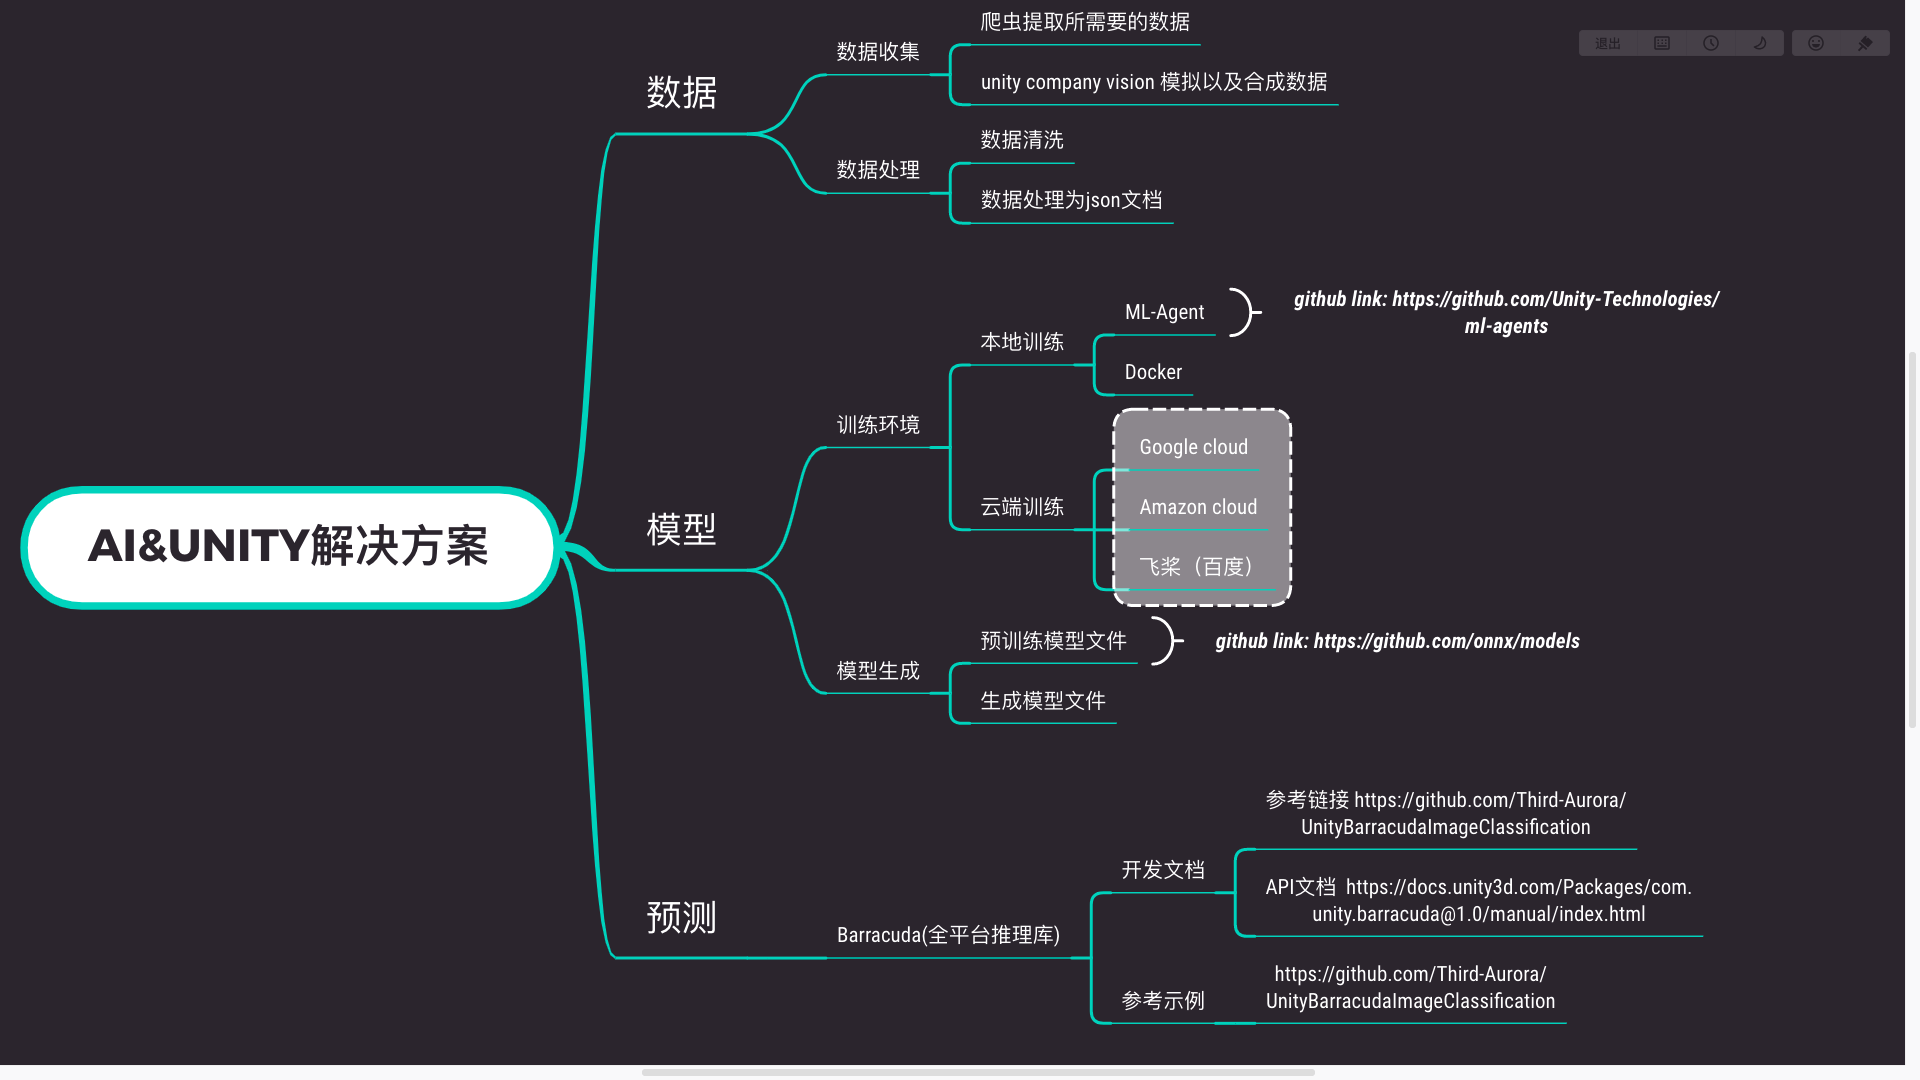 退出
AI&UNITY解决方案
数据
数据收集
爬虫提取所需要的数据
unity company vision 模拟以及合成数据
数据处理
数据清洗
数据处理为json文档
模型
训练环境
本地训练
ML-Agent
github link: https://github.com/Unity-Technologies/
ml-agents
Docker
云端训练
Google cloud
Amazon cloud
飞桨（百度）
模型生成
预训练模型文件
github link: https://github.com/onnx/models
生成模型文件
预测
Barracuda(全平台推理库)
开发文档
参考链接 https://github.com/Third-Aurora/
UnityBarracudaImageClassification
API文档  https://docs.unity3d.com/Packages/com.
unity.barracuda@1.0/manual/index.html
参考示例
https://github.com/Third-Aurora/
UnityBarracudaImageClassification